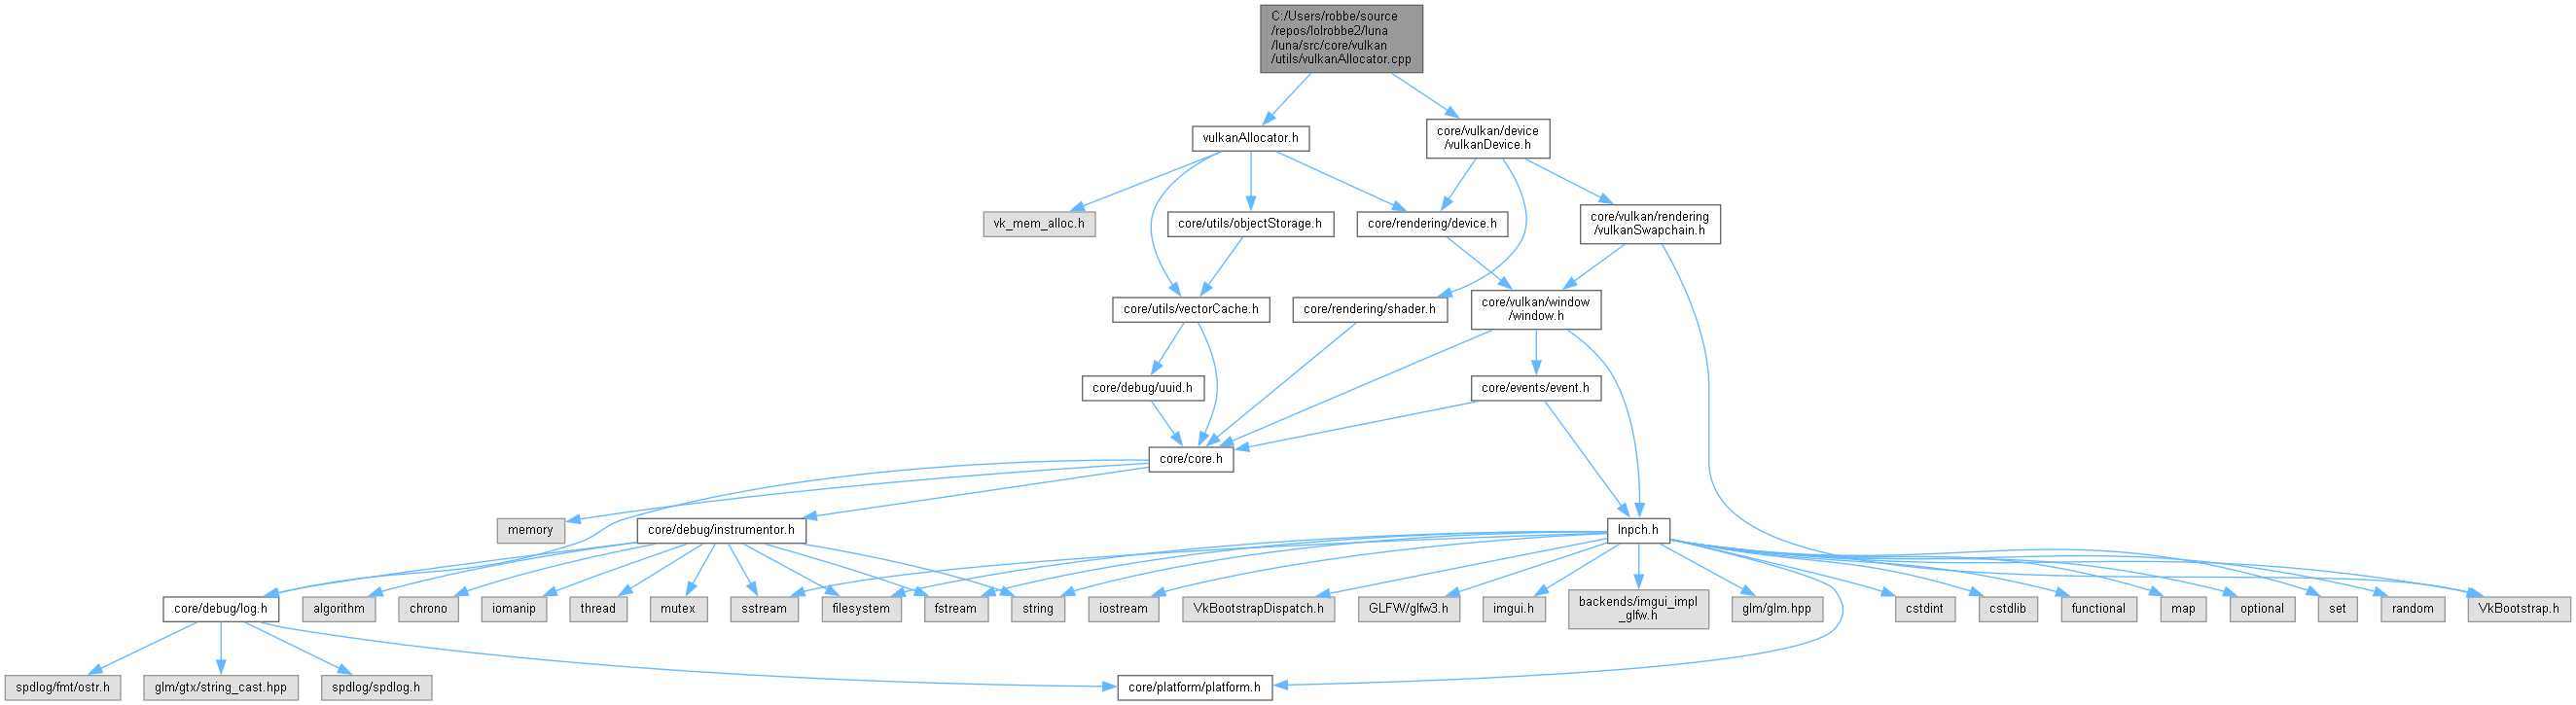 C:/Users/robbe/source
/repos/lolrobbe2/luna
/luna/src/core/vulkan
/utils/vulkanAllocator.cpp
vulkanAllocator.h
core/vulkan/device
/vulkanDevice.h
vk_mem_alloc.h
core/utils/objectStorage.h
core/rendering/device.h
core/vulkan/rendering
/vulkanSwapchain.h
core/utils/vectorCache.h
core/rendering/shader.h
core/vulkan/window
/window.h
core/debug/uuid.h
core/events/event.h
core/core.h
memory
core/debug/instrumentor.h
lnpch.h
core/debug/log.h
algorithm
chrono
iomanip
thread
mutex
sstream
filesystem
fstream
string
iostream
VkBootstrapDispatch.h
GLFW/glfw3.h
imgui.h
backends/imgui_impl
_glfw.h
glm/glm.hpp
cstdint
cstdlib
functional
map
optional
set
random
VkBootstrap.h
spdlog/fmt/ostr.h
glm/gtx/string_cast.hpp
spdlog/spdlog.h
core/platform/platform.h